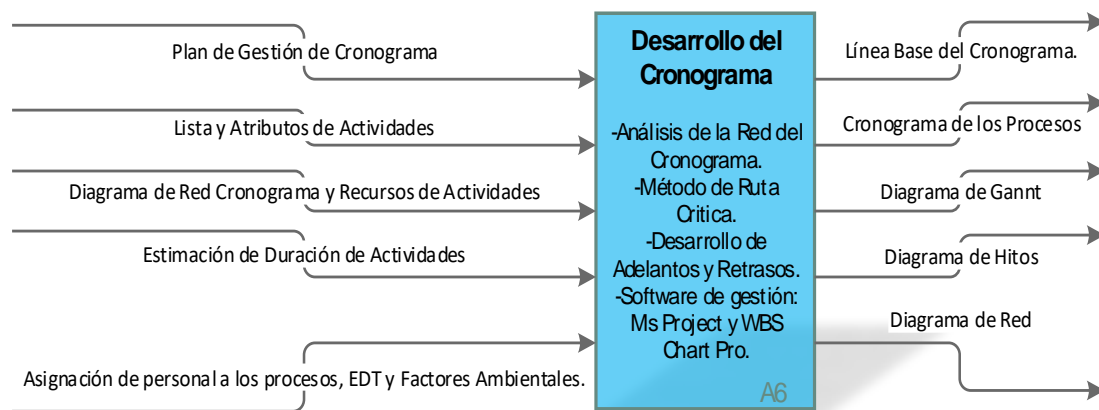 Plan de Gestión de Cronograma
Lista y Atributos de Actividades
Diagrama de Red Cronograma y Recursos de Actividades
Estimación de Duración de Actividades
Asignación de personal a los procesos, EDT y Factores Ambientales.
Desarrollo del
Cronograma
-Análisis de la Red del
Cronograma.
-Método de Ruta
Critica.
-Desarrollo de
Adelantos y Retrasos.
-Software de gestión:
Ms Project y WBS
Chart Pro.
A6
Línea Base del Cronograma.
Cronograma de los Procesos
Diagrama de Gannt
Diagrama de Hitos
Diagrama de Red